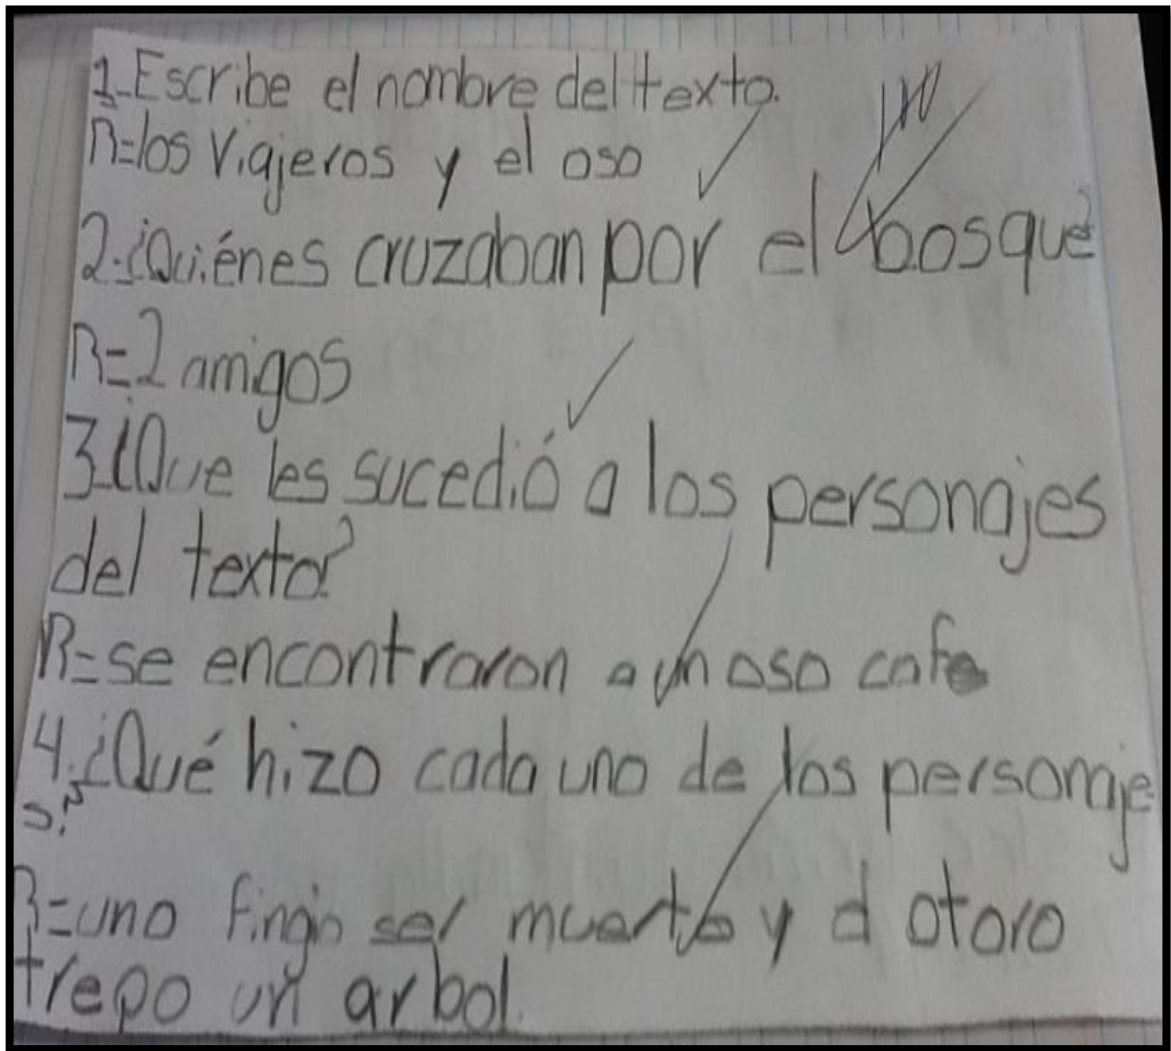 1-Escribe el nombre del texto.
R=los Viajeros y el oso
2-¿Quiénes cruzaban por el bosque?
R=2 amigos
3-¿Que les sucedió a los personajes
del texto?
R=se encontraron a un oso cafe
4-¿Qué hizo cada uno de los personaje
s?
R=uno fingio ser muerto y el otoro
trepo un arbol.